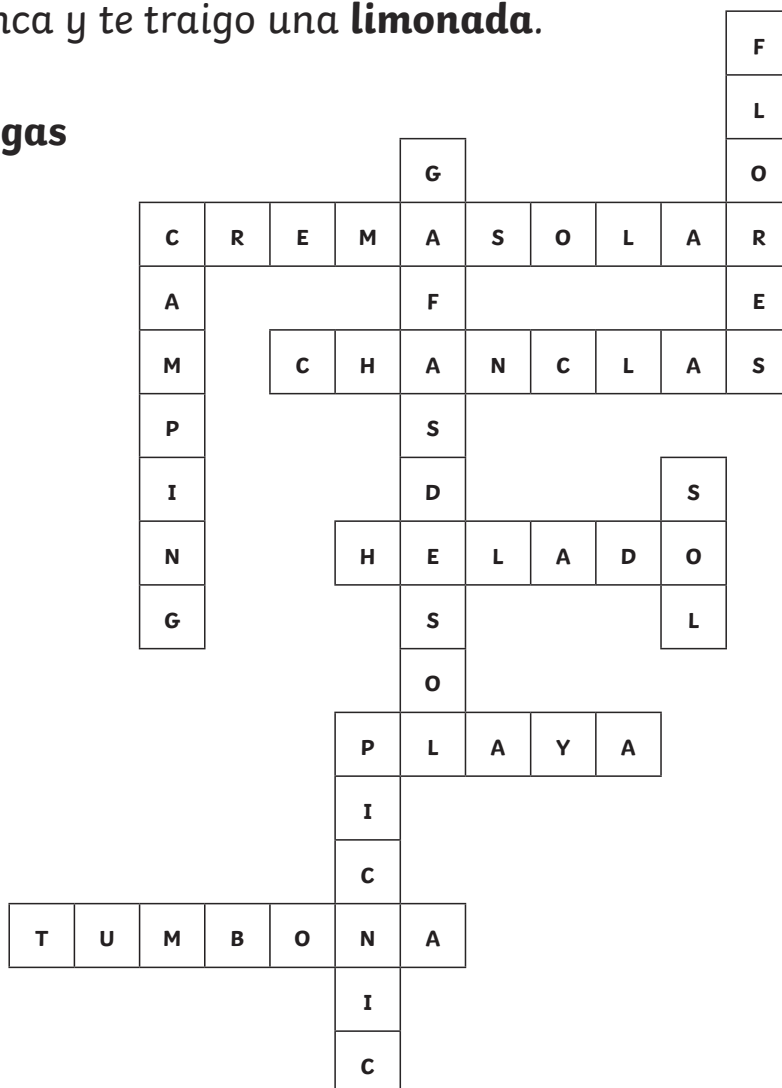 nca y te traigo una limonada.
F
L
gas
G O
C R E M A S O L A R
A F E
M C H A N C L A S
P S
I D S
N H E L A D O
G S L
O
P L A Y A
I
C
T U M B O N A
I
C